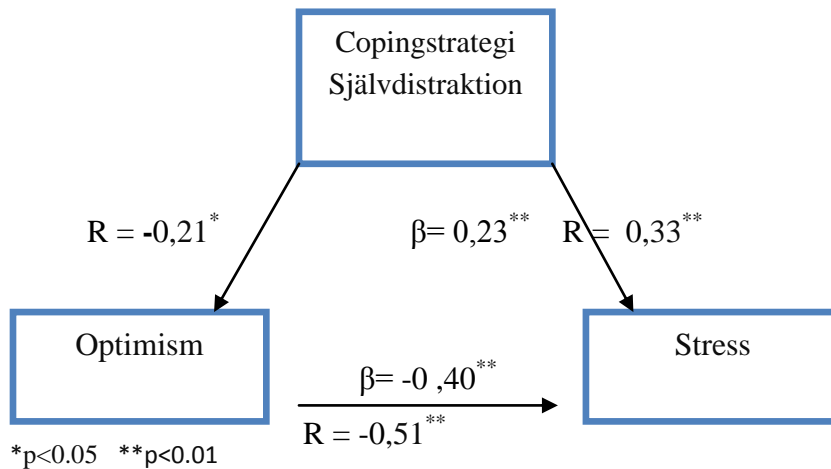 Copingstrategi
Självdistraktion
R = -0,21*
β= 0,23** R = 0,33**
Optimism
Stress
β= -0 ,40**
R = -0,51**
*p<0.05 **p<0.01